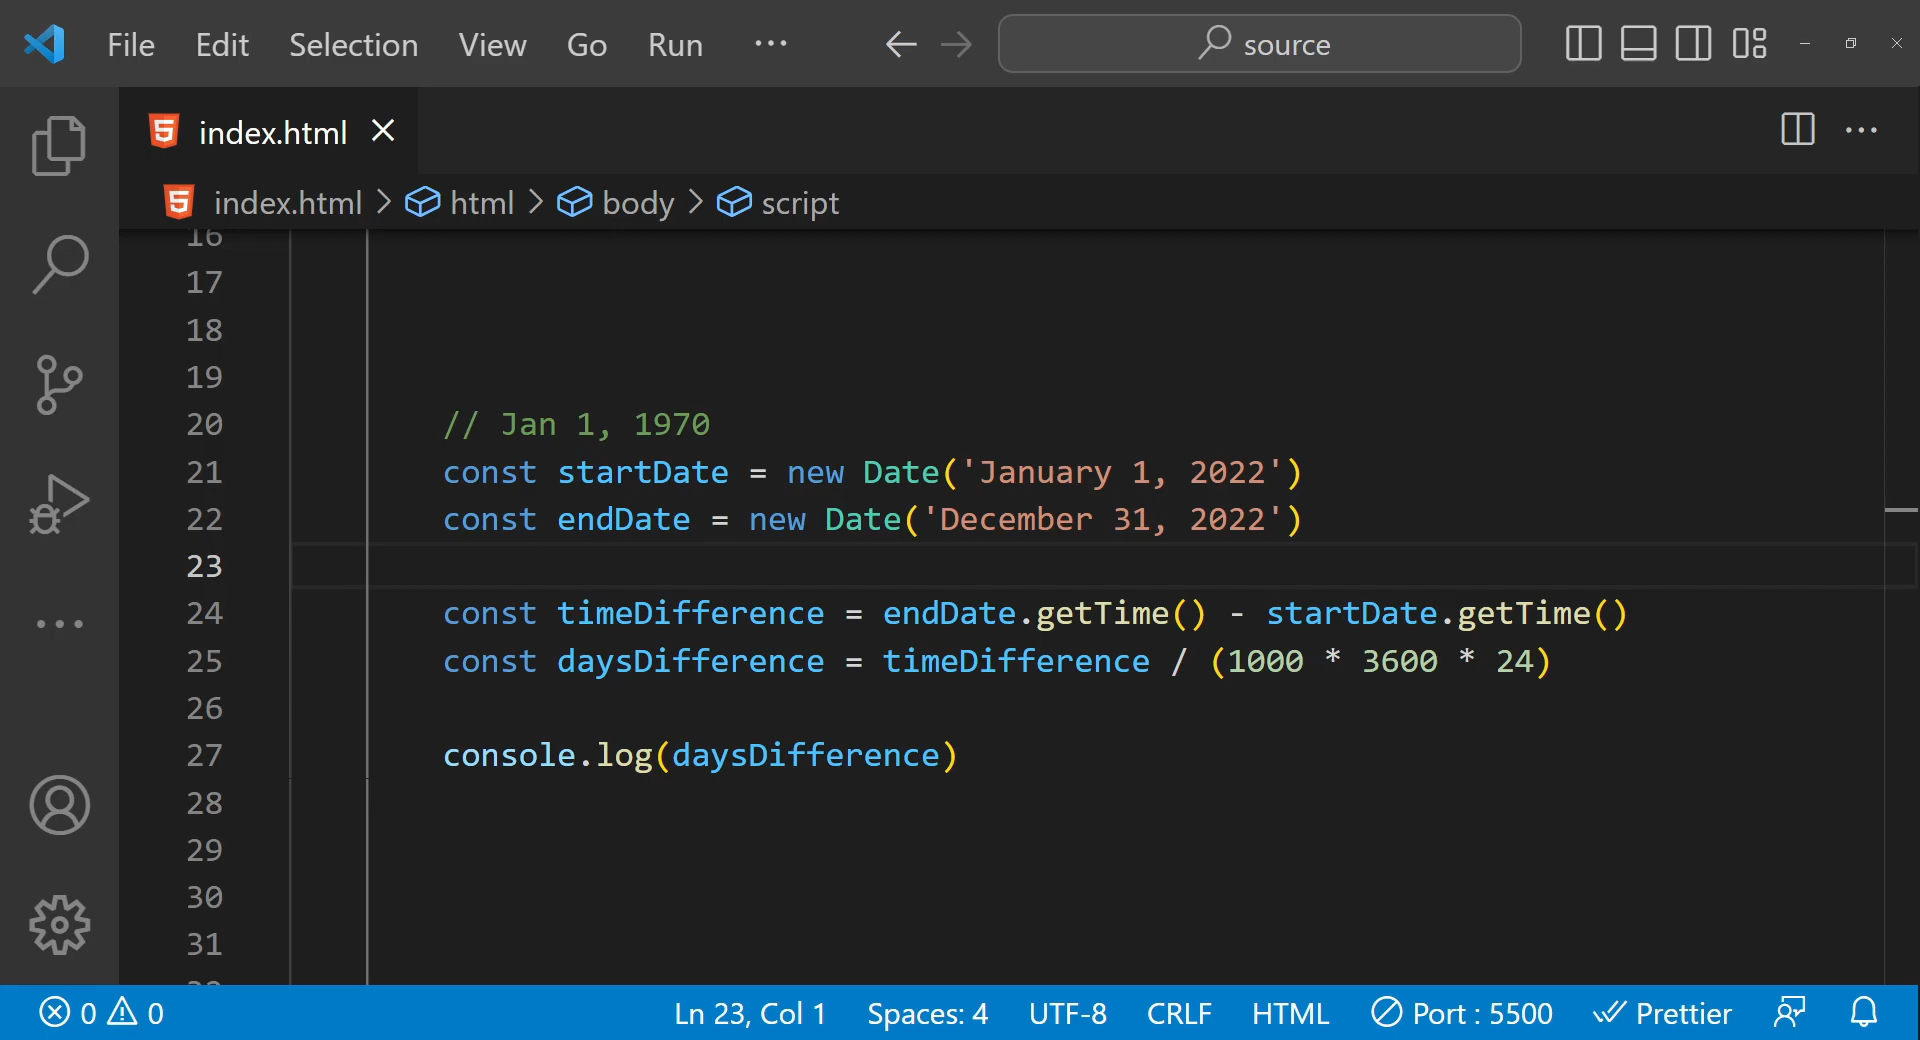 File Edit Selection View Go Run ··· source
index.html
index.html > html > body > script
16
17
18
19
20 // Jan 1, 1970
21 const startDate = new Date('January 1, 2022')
22 const endDate = new Date('December 31, 2022')
23
24 const timeDifference = endDate.getTime() - startDate.getTime()
25 const daysDifference = timeDifference / (1000 * 3600 * 24)
26
27 console.log(daysDifference)
28
29
30
31
0 0 Ln 23, Col 1 Spaces: 4 UTF-8 CRLF HTML Port : 5500 Prettier